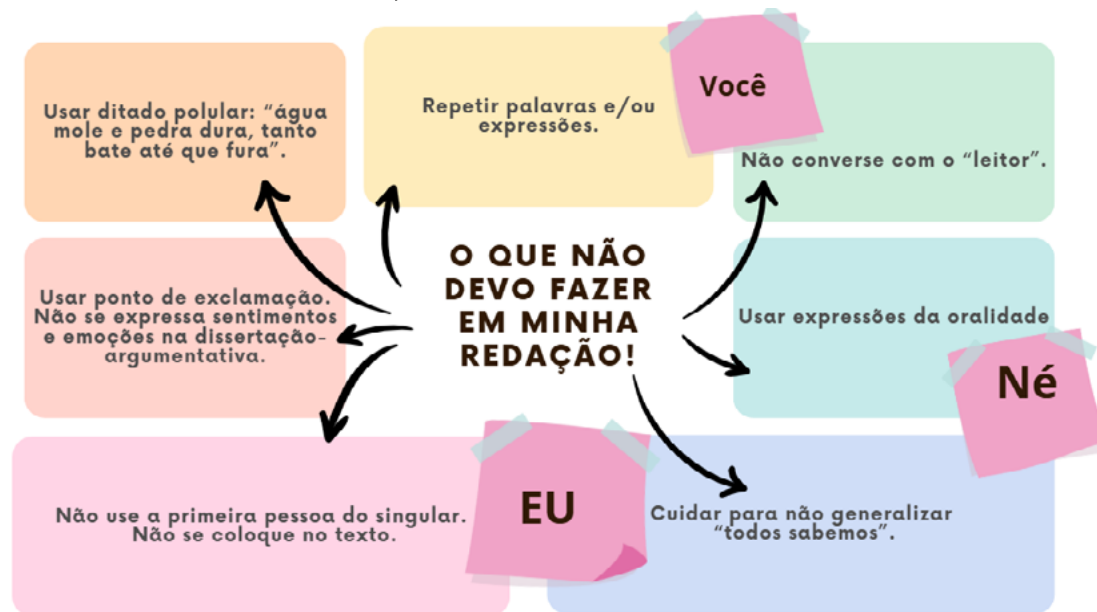 Usar ditado polular: “água
mole e pedra dura, tanto
bate até que fura”.
Repetir palavras e/ou
expressões.
Você
Não converse com o “leitor”.
O QUE NÃO
DEVO FAZER
EM MINHA
REDAÇÃO!
Usar ponto de exclamação.
Não se expressa sentimentos
e emoções na dissertação-
argumentativa.
Usar expressões da oralidade
Né
Não use a primeira pessoa do singular.
Não se coloque no texto.
EU
Cuidar para não generalizar
“todos sabemos”.